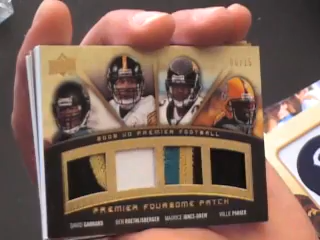 2008 UD PREMIER FOOTBALL
DAVID GARRARD BEN ROETHLISBERGER MAURICE JONES-DREW WILLIE PARKER
PREMIER FOURSOME PATCH